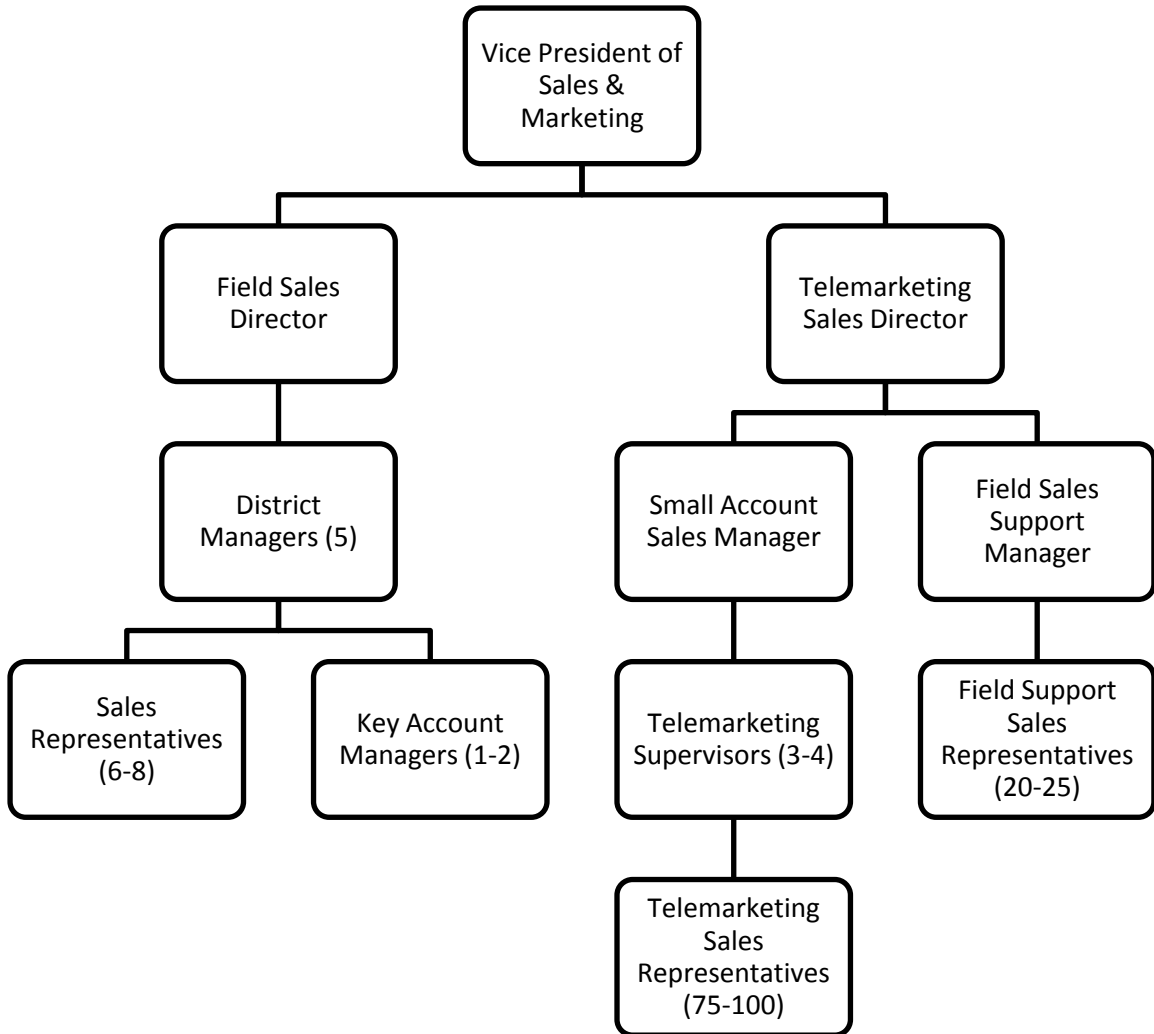 Vice President of
Sales &
Marketing
Field Sales
Director
Telemarketing
Sales Director
District
Managers (5)
Small Account
Sales Manager
Field Sales
Support
Manager
Sales
Representatives
(6-8)
Key Account
Managers (1-2)
Telemarketing
Supervisors (3-4)
Field Support
Sales
Representatives
(20-25)
Telemarketing
Sales
Representatives
(75-100)